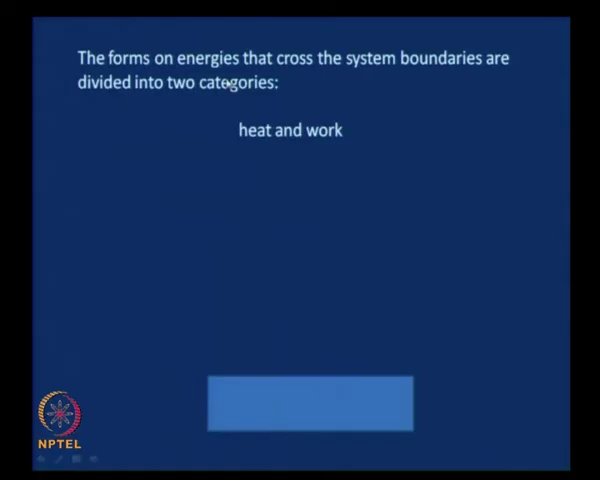 The forms on energies that cross the system boundaries are
divided into two categories:
heat and work
NPTEL